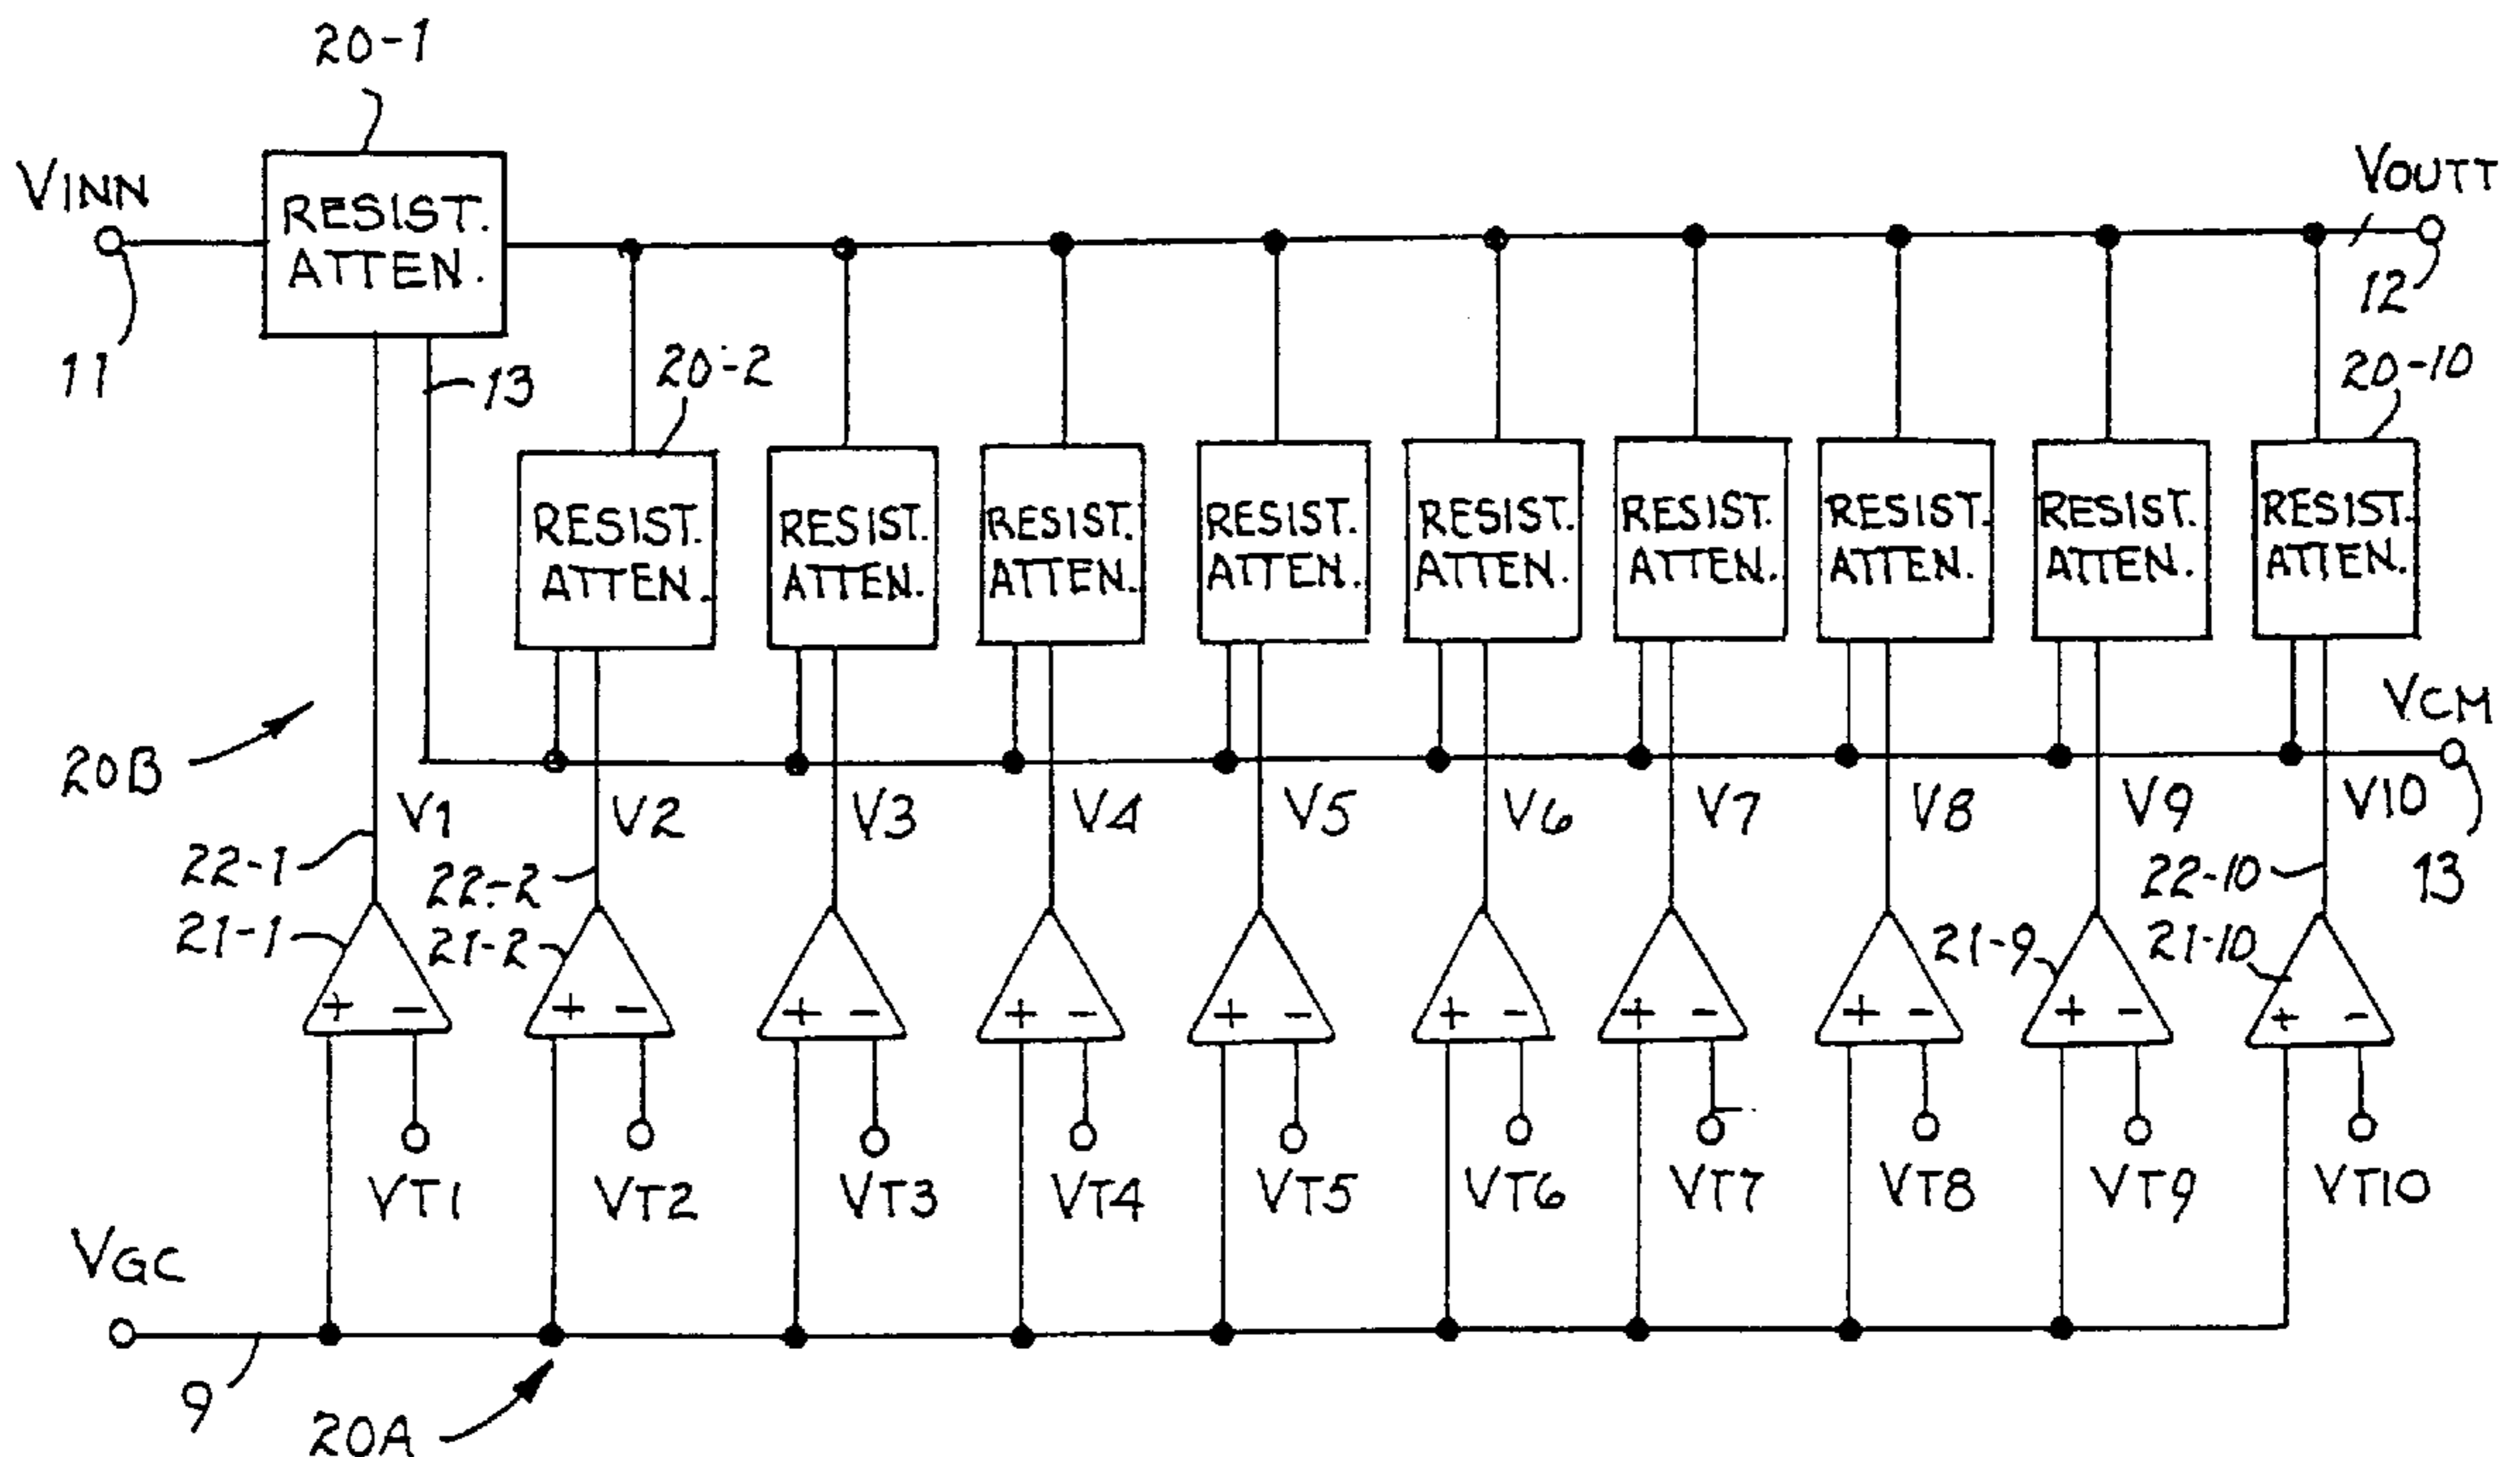 20-1
VINN
VOUTT
RESIST.
ATTEN.
11
13
12
20-2
20-10
RESIST.
ATTEN.
RESIST.
ATTEN.
RESIST.
ATTEN.
RESIST.
ATTEN.
RESIST.
ATTEN.
RESIST.
ATTEN.
RESIST.
ATTEN.
RESIST.
ATTEN.
RESIST.
ATTEN.
VCM
20B
V1 V2 V3 V4 V5 V6 V7 V8 V9 V10
22-1 22-2 22-10 13
21-1 21-2 21-9 21-10
+ − + − + − + − + − + − + − + − + − + −
VT1 VT2 VT3 VT4 VT5 VT6 VT7 VT8 VT9 VT10
VGC
9
20A